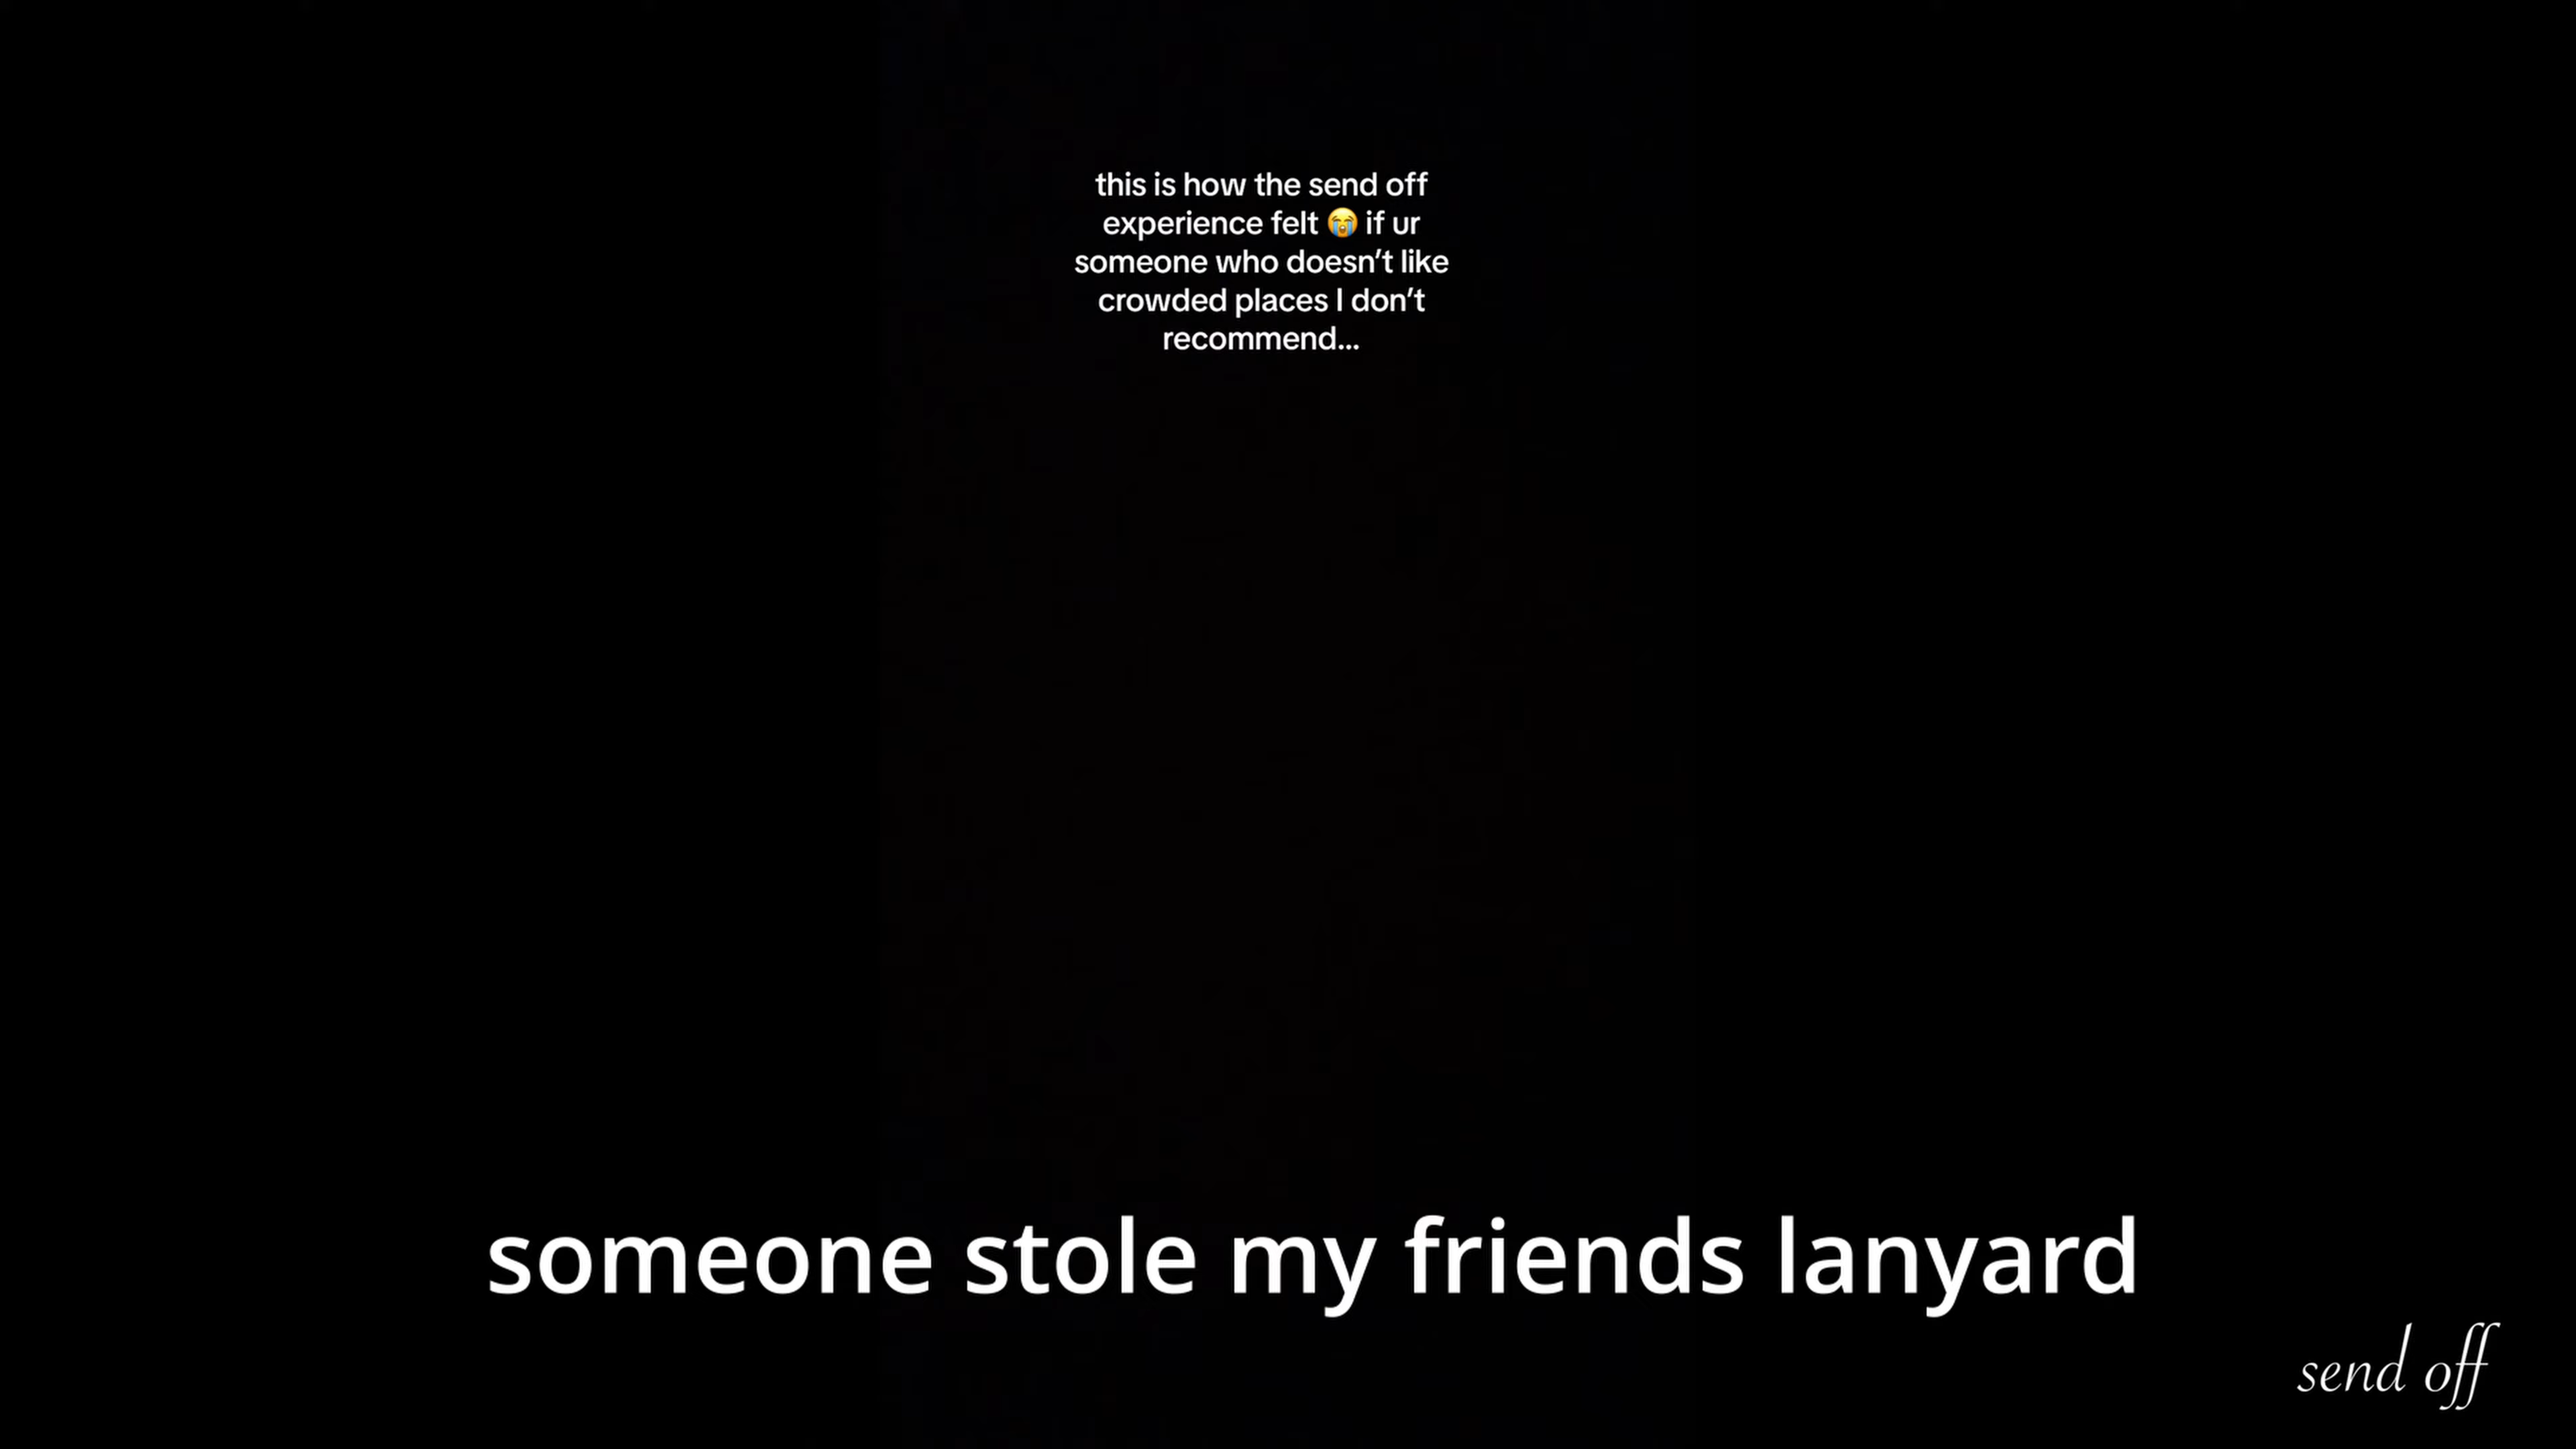 this is how the send off
experience felt 😭 if ur
someone who doesn’t like
crowded places I don’t
recommend...
someone stole my friends lanyard
send off